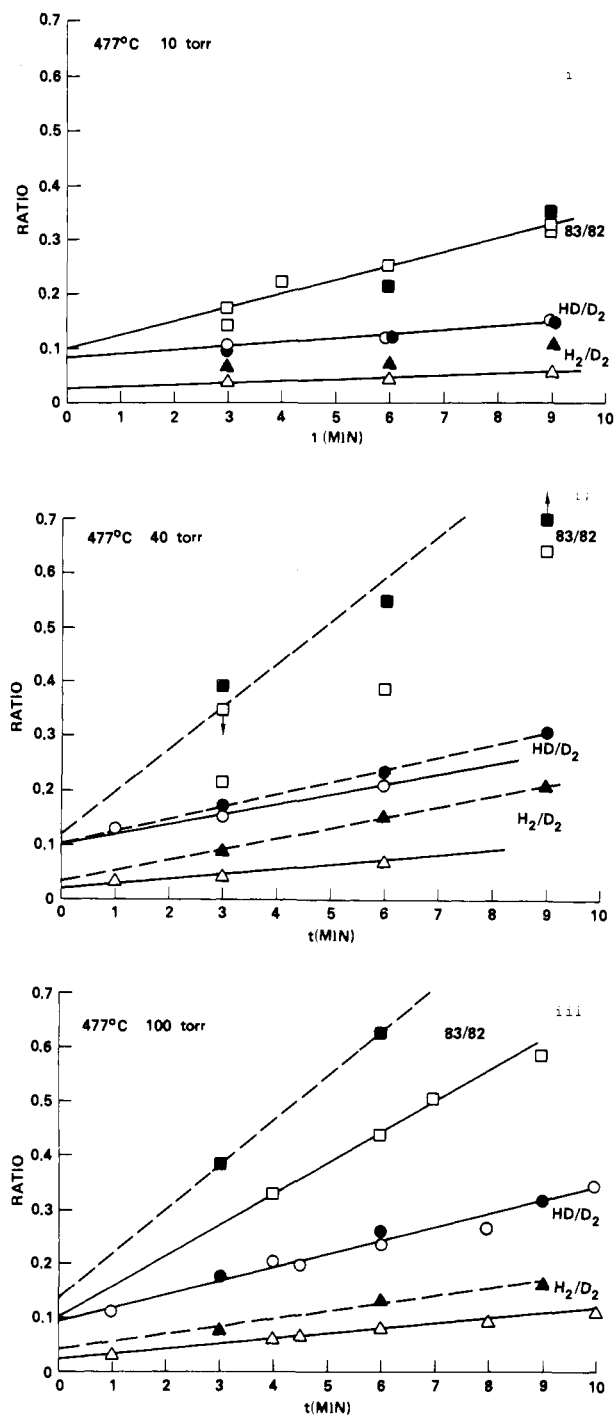 0.7
477°C 10 torr
i
0.6
0.5
0.4
RATIO
0.3
83/82
0.2
HD/D2
0.1
H2/D2
0
0 1 2 3 4 5 6 7 8 9 10
t(MIN)
0.7
477°C 40 torr
ii
83/82
0.6
0.5
0.4
RATIO
0.3
HD/D2
0.2
H2/D2
0.1
0
0 1 2 3 4 5 6 7 8 9 10
t(MIN)
0.7
477°C 100 torr
iii
83/82
0.6
0.5
0.4
RATIO
0.3
HD/D2
0.2
H2/D2
0.1
0
0 1 2 3 4 5 6 7 8 9 10
t(MIN)